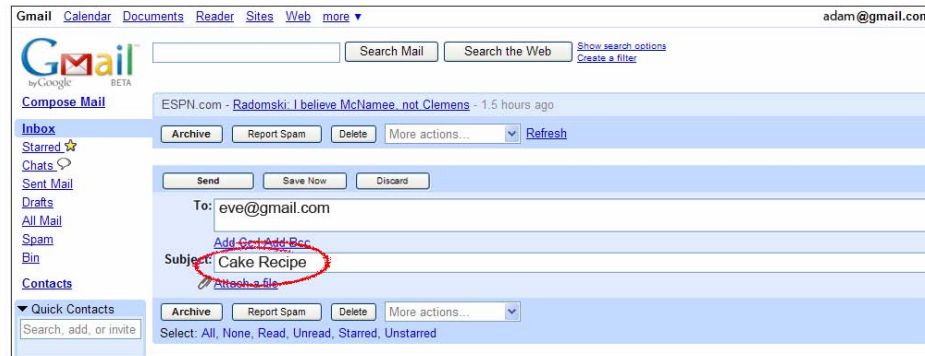 Gmail Calendar Documents Reader Sites Web more ▼ adam@gmail.com
Gmail by Google BETA
Search Mail Search the Web Show search options
Create a filter
Compose Mail
ESPN.com - Radomski: I believe McNamee, not Clemens - 1.5 hours ago
Inbox
Archive Report Spam Delete More actions... Refresh
Starred
Chats
Sent Mail
Send Save Now Discard
Drafts
To: eve@gmail.com
All Mail
Spam
Add Cc | Add Bcc
Bin
Subject: Cake Recipe
Contacts
Attach a file
▼ Quick Contacts
Archive Report Spam Delete More actions...
Search, add, or invite
Select: All, None, Read, Unread, Starred, Unstarred